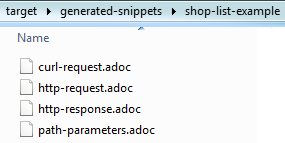 target ▸ generated-snippets ▸ shop-list-example
Name
curl-request.adoc
http-request.adoc
http-response.adoc
path-parameters.adoc